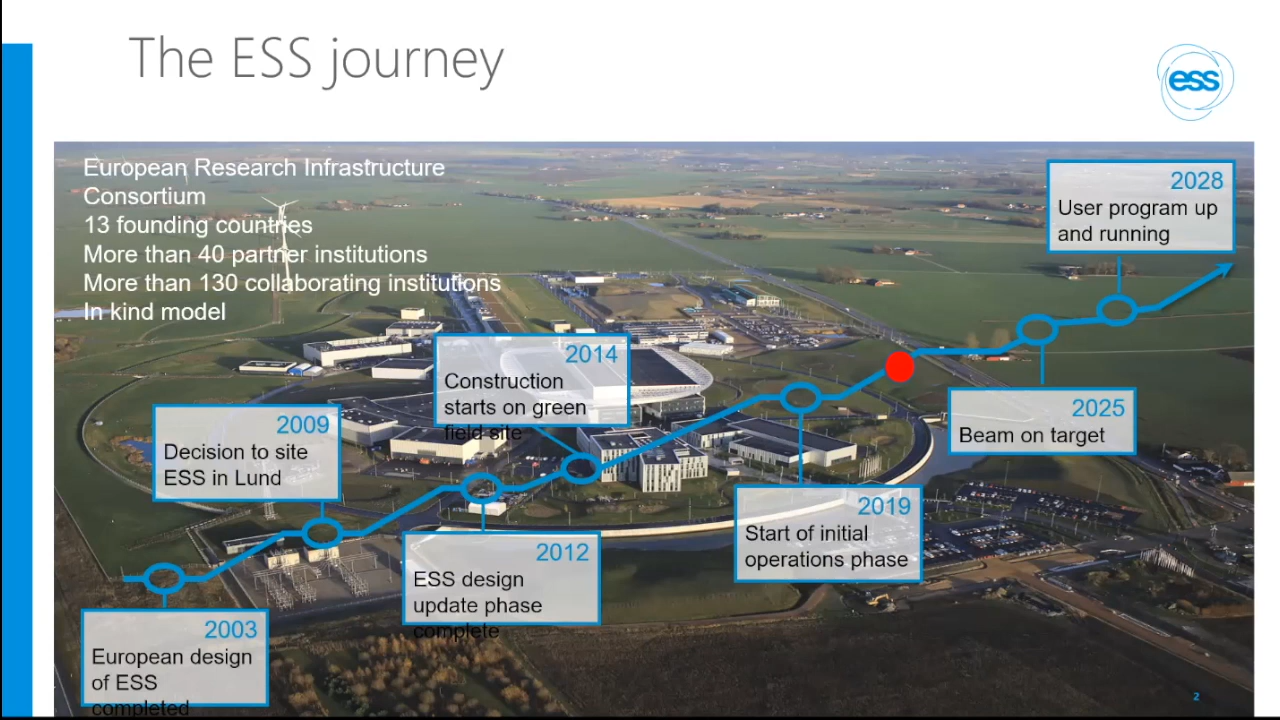 The ESS journey
ess
European Research Infrastructure
Consortium
13 founding countries
More than 40 partner institutions
More than 130 collaborating institutions
In kind model
2003
European design
of ESS
completed
2009
Decision to site
ESS in Lund
2012
ESS design
update phase
complete
2014
Construction
starts on green
field site
2019
Start of initial
operations phase
2025
Beam on target
2028
User program up
and running
2